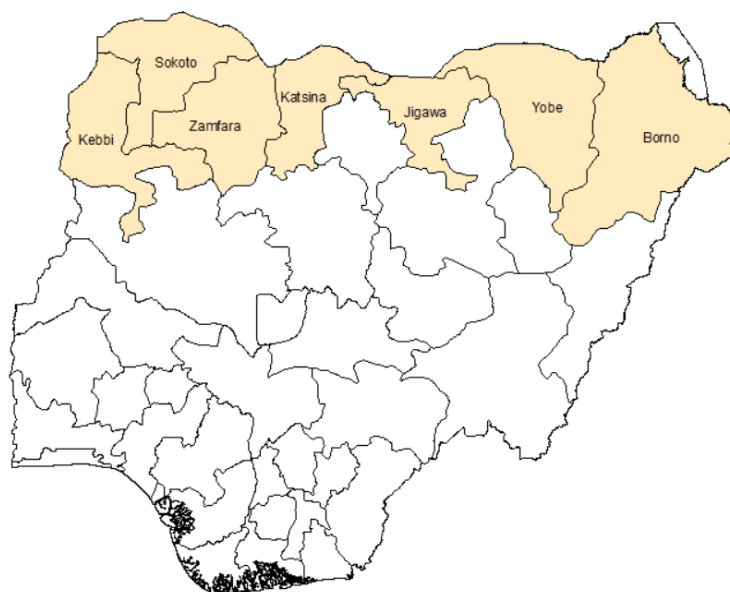 Sokoto
Katsina
Yobe
Jigawa
Zamfara
Kebbi
Borno